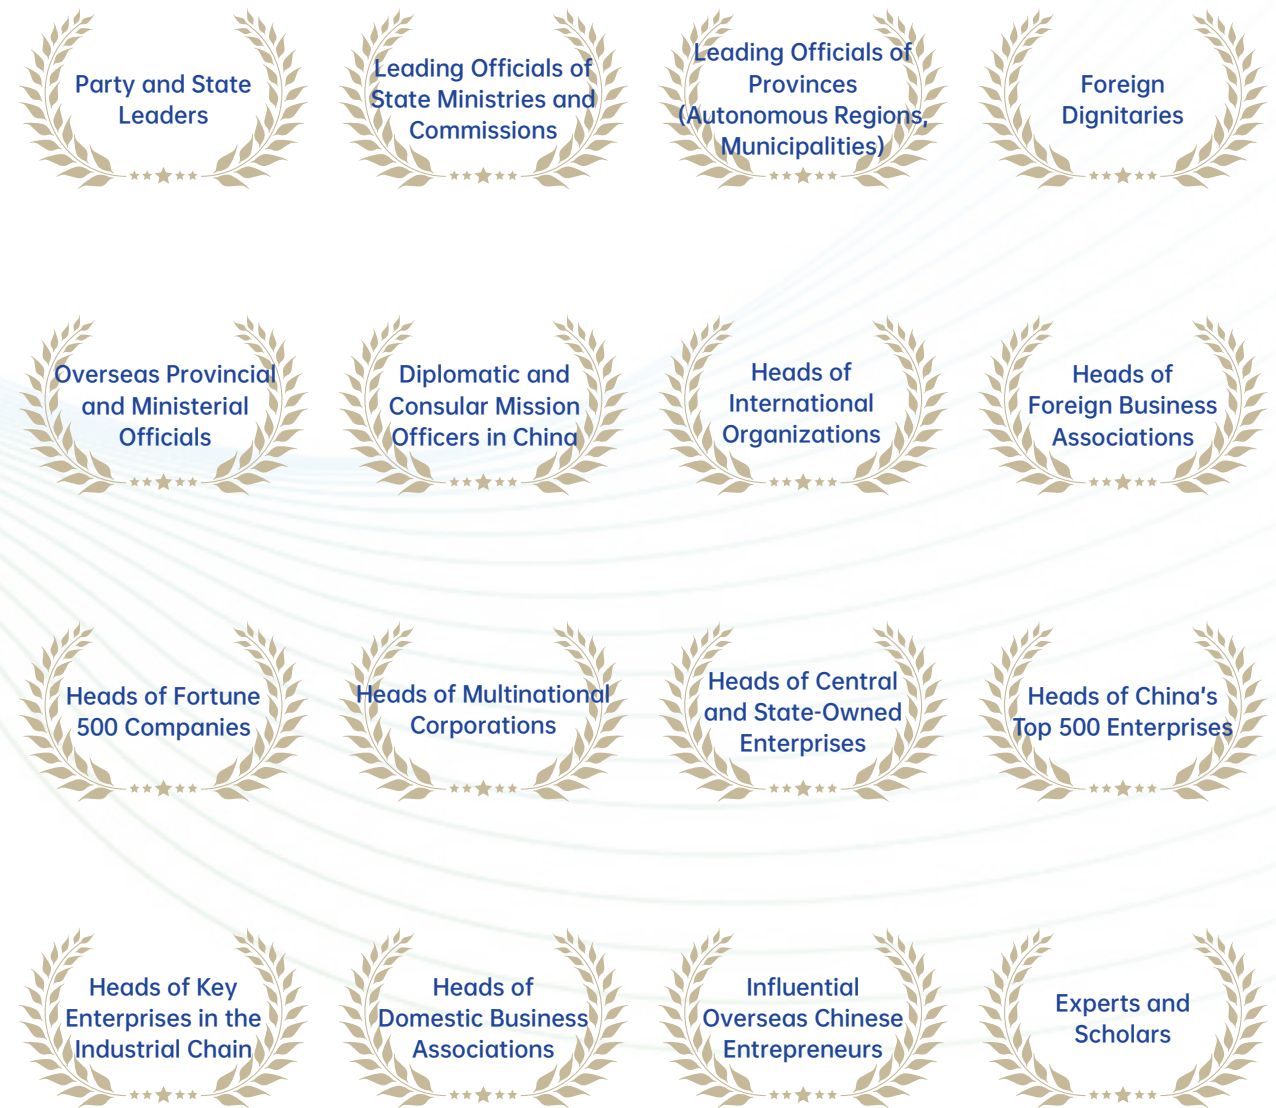 Party and State
Leaders
Leading Officials of
State Ministries and
Commissions
Leading Officials of
Provinces
(Autonomous Regions,
Municipalities)
Foreign
Dignitaries
Overseas Provincial
and Ministerial
Officials
Diplomatic and
Consular Mission
Officers in China
Heads of
International
Organizations
Heads of
Foreign Business
Associations
Heads of Fortune
500 Companies
Heads of Multinational
Corporations
Heads of Central
and State-Owned
Enterprises
Heads of China's
Top 500 Enterprises
Heads of Key
Enterprises in the
Industrial Chain
Heads of
Domestic Business
Associations
Influential
Overseas Chinese
Entrepreneurs
Experts and
Scholars